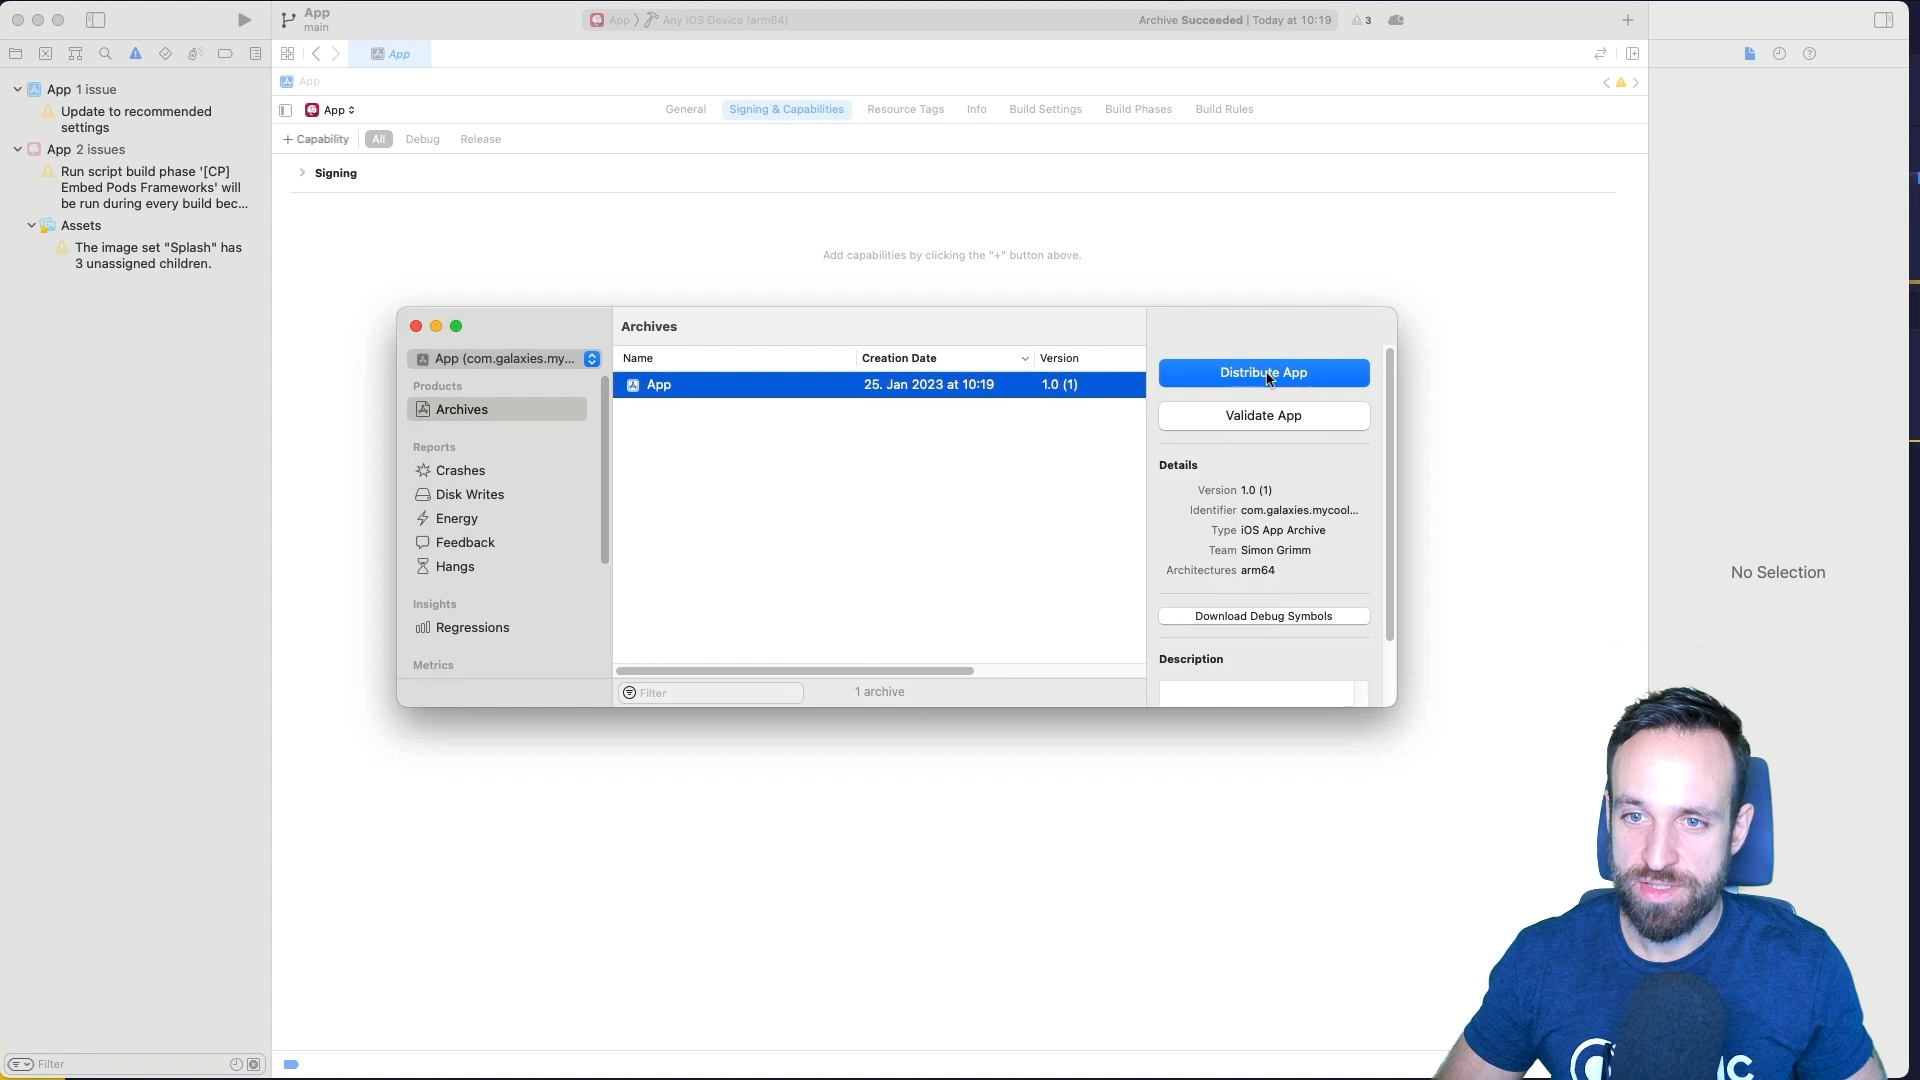 App
main
App
Any iOS Device (arm64)
Archive Succeeded | Today at 10:19
3
App
App
App
General
Signing & Capabilities
Resource Tags
Info
Build Settings
Build Phases
Build Rules
+ Capability
All
Debug
Release
Signing
Add capabilities by clicking the "+" button above.
App 1 issue
Update to recommended
settings
App 2 issues
Run script build phase '[CP]
Embed Pods Frameworks' will
be run during every build bec...
Assets
The image set "Splash" has
3 unassigned children.
Filter
App (com.galaxies.my...
Products
Archives
Reports
Crashes
Disk Writes
Energy
Feedback
Hangs
Insights
Regressions
Metrics
Archives
Name
Creation Date
Version
App
25. Jan 2023 at 10:19
1.0 (1)
Filter
1 archive
Distribute App
Validate App
Details
Version 1.0 (1)
Identifier com.galaxies.mycool...
Type iOS App Archive
Team Simon Grimm
Architectures arm64
Download Debug Symbols
Description
No Selection